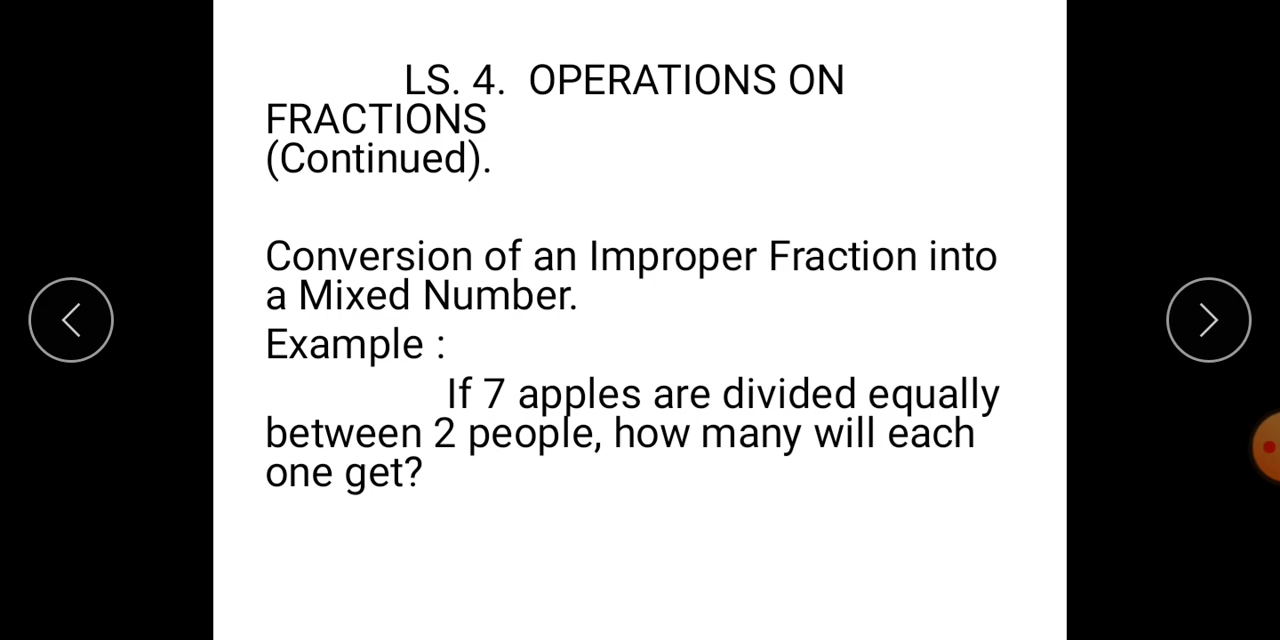 LS. 4.  OPERATIONS ON
FRACTIONS
(Continued).
Conversion of an Improper Fraction into
a Mixed Number.
Example :
If 7 apples are divided equally
between 2 people, how many will each
one get?